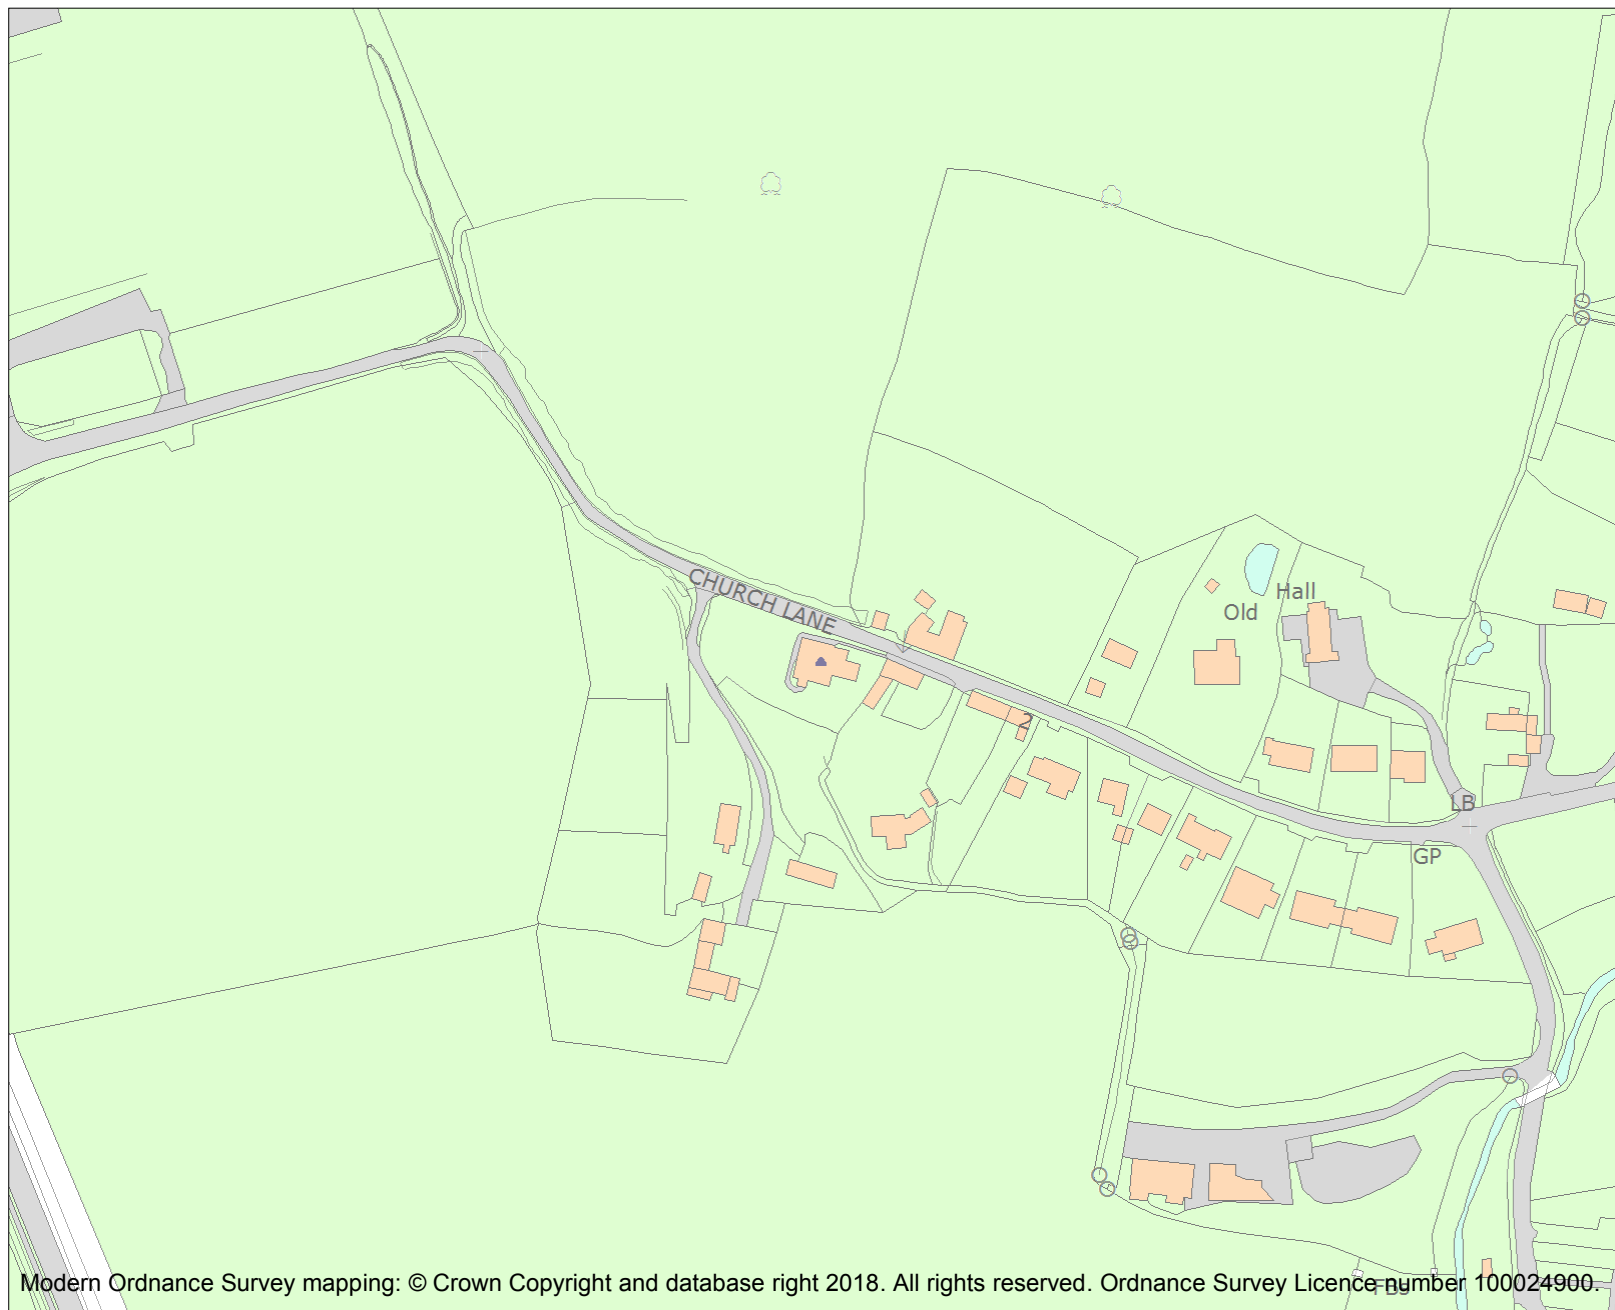 CHURCH LANE
Hall
Old
2
LB
GP
FBs
Modern Ordnance Survey mapping: © Crown Copyright and database right 2018. All rights reserved. Ordnance Survey Licence number 100024900.